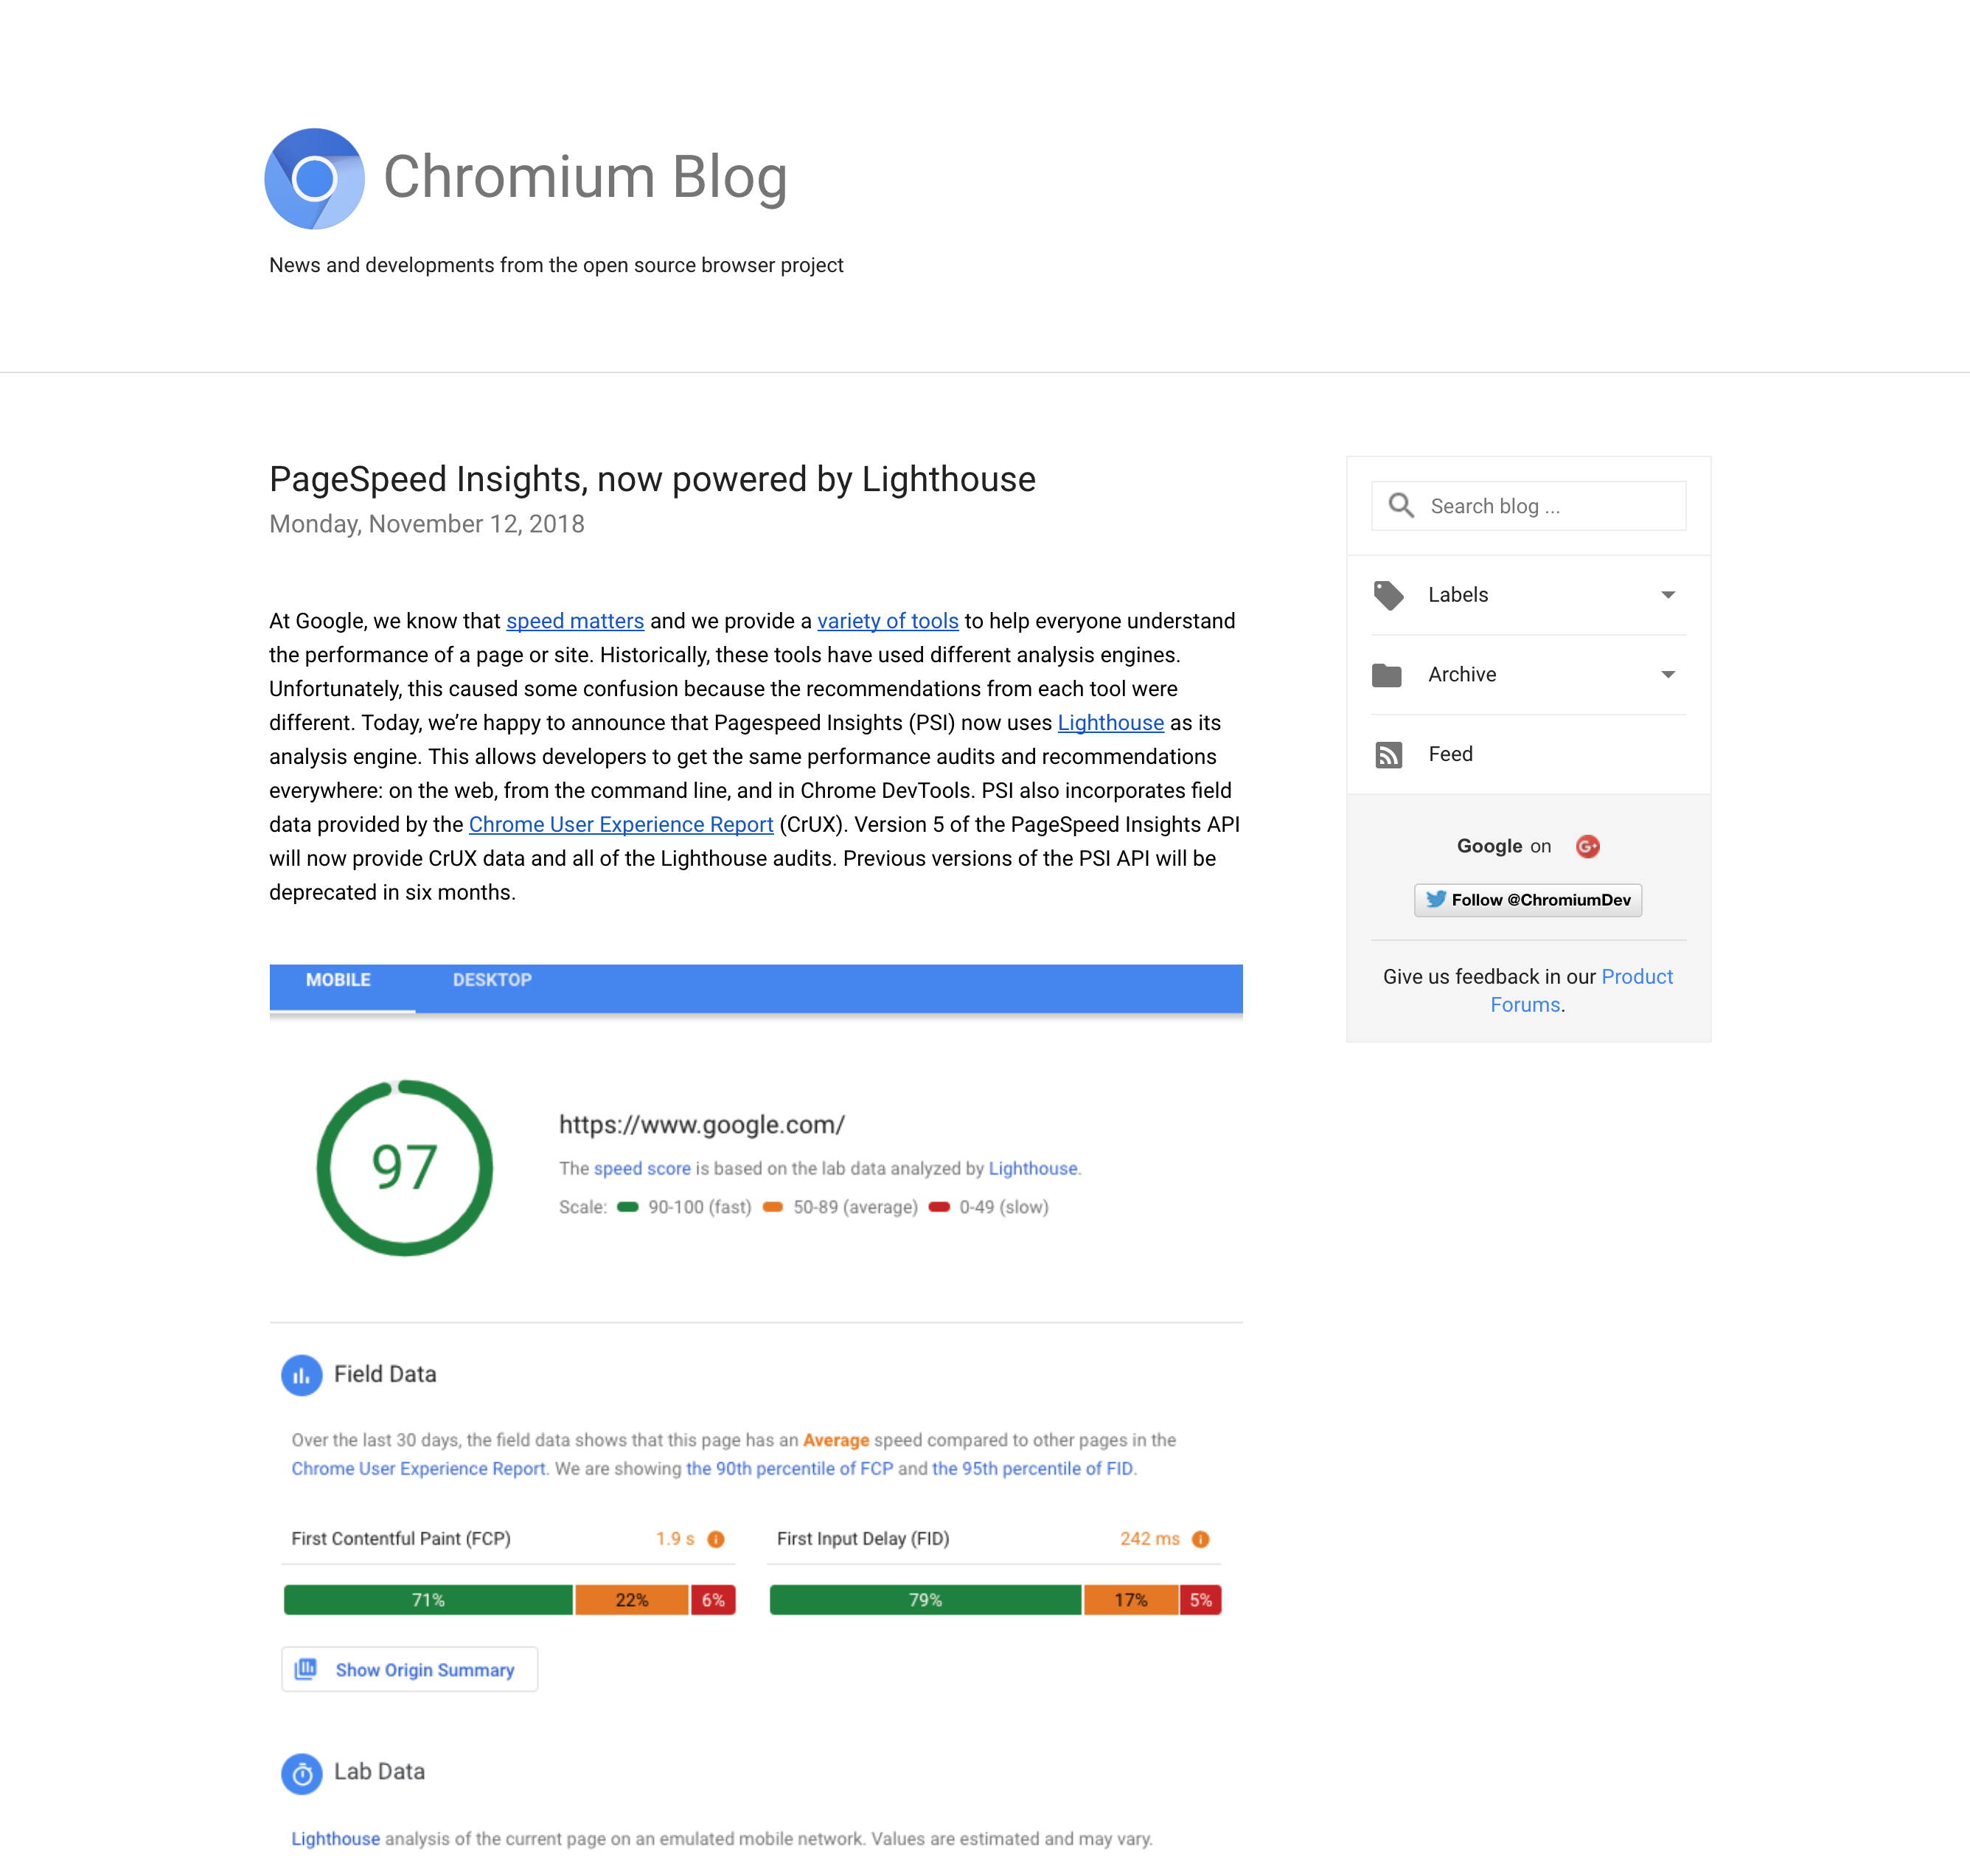 Chromium Blog
News and developments from the open source browser project
PageSpeed Insights, now powered by Lighthouse
Monday, November 12, 2018
At Google, we know that speed matters and we provide a variety of tools to help everyone understand
the performance of a page or site. Historically, these tools have used different analysis engines.
Unfortunately, this caused some confusion because the recommendations from each tool were
different. Today, we’re happy to announce that Pagespeed Insights (PSI) now uses Lighthouse as its
analysis engine. This allows developers to get the same performance audits and recommendations
everywhere: on the web, from the command line, and in Chrome DevTools. PSI also incorporates field
data provided by the Chrome User Experience Report (CrUX). Version 5 of the PageSpeed Insights API
will now provide CrUX data and all of the Lighthouse audits. Previous versions of the PSI API will be
deprecated in six months.
MOBILE DESKTOP
97
https://www.google.com/
The speed score is based on the lab data analyzed by Lighthouse.
Scale: 90-100 (fast) 50-89 (average) 0-49 (slow)
Field Data
Over the last 30 days, the field data shows that this page has an Average speed compared to other pages in the
Chrome User Experience Report. We are showing the 90th percentile of FCP and the 95th percentile of FID.
First Contentful Paint (FCP) 1.9 s
71% 22% 6%
First Input Delay (FID) 242 ms
79% 17% 5%
Show Origin Summary
Lab Data
Lighthouse analysis of the current page on an emulated mobile network. Values are estimated and may vary.
Search blog ...
Labels
Archive
Feed
Google on G+
Follow @ChromiumDev
Give us feedback in our Product
Forums.